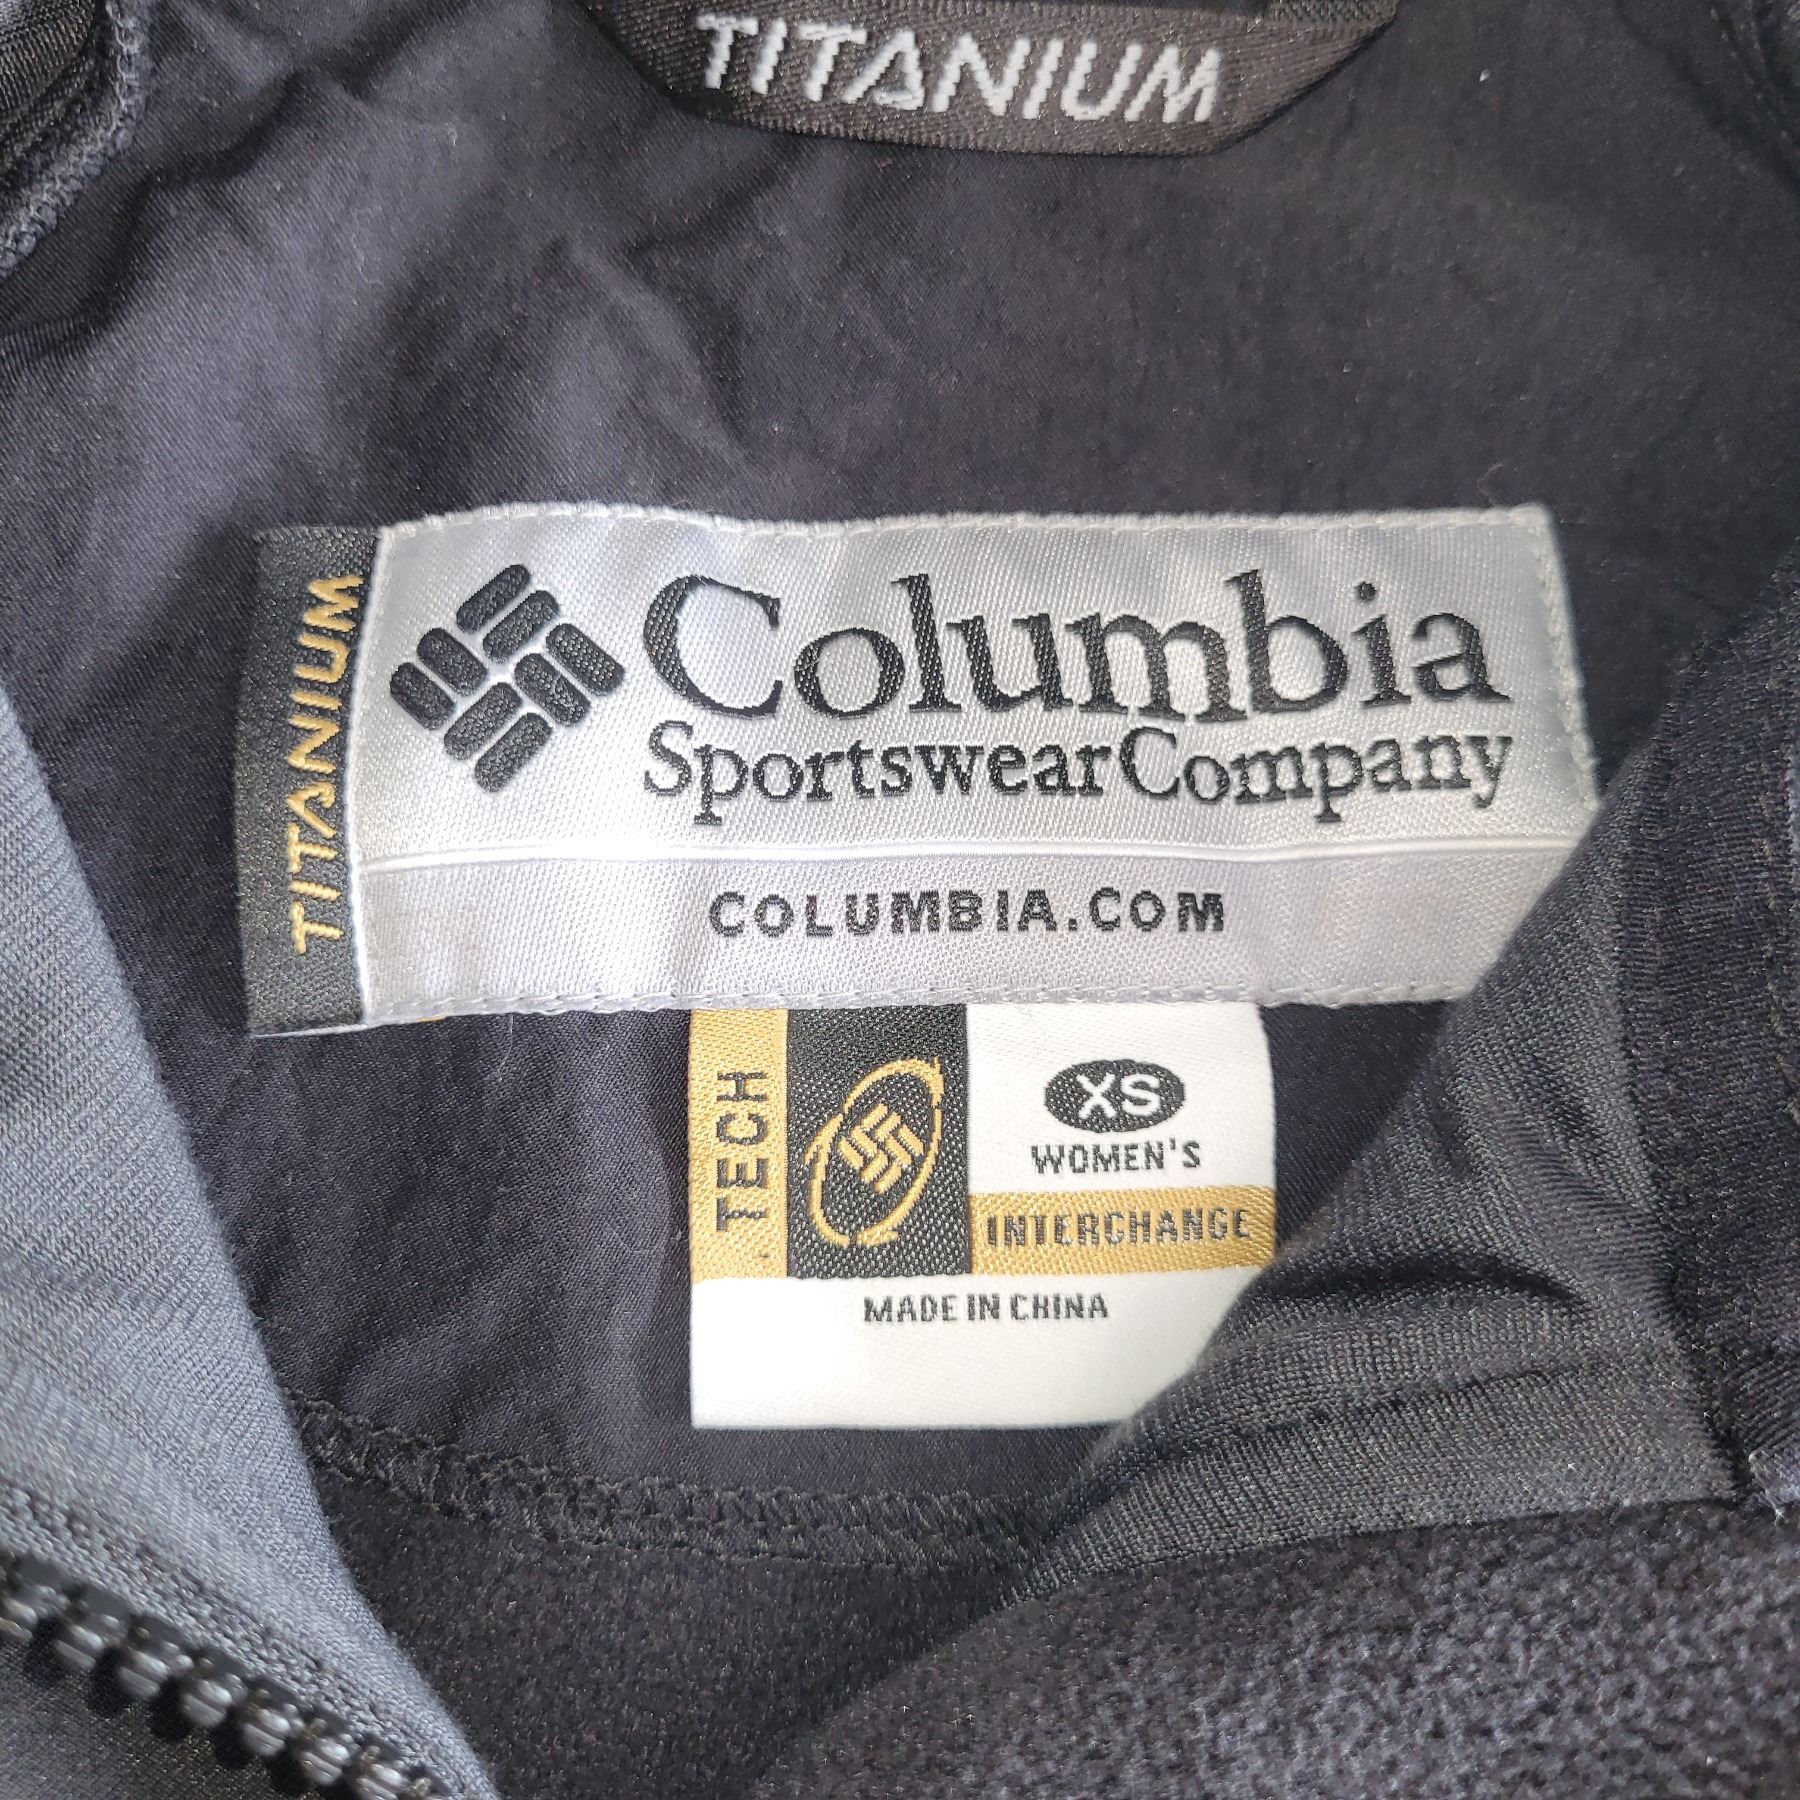 TITANIUM
TITANIUM
Columbia
SportswearCompany
COLUMBIA.COM
TECH
XS
WOMEN'S
INTERCHANGE
MADE IN CHINA